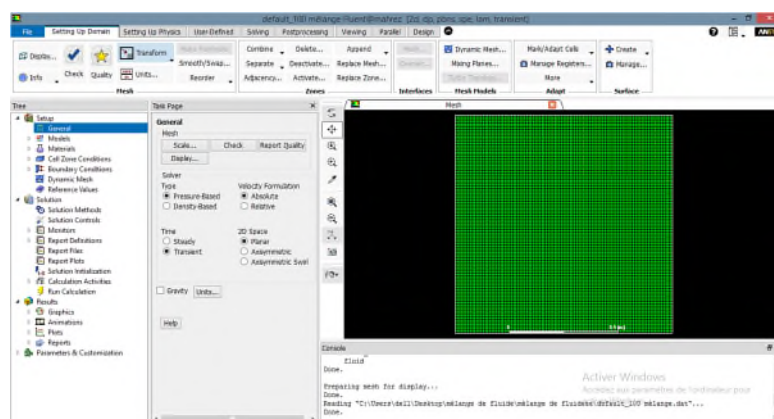 default_100 mélange Fluent@mahrez [2d, dp, pbns, spe, lam, transient]
File Setting Up Domain Setting Up Physics User-Defined Solving Postprocessing Viewing Parallel Design
Display... Transform Combine Delete... Append Dynamic Mesh... Mark/Adapt Cells Create
Smooth/Swap... Separate Deactivate... Replace Mesh... Mixing Planes... Manage Registers... Manage...
Info Check Quality Units... Reorder Adjacency... Activate... Replace Zone... More
Mesh Zones Interfaces Mesh Models Adapt Surface
Tree
Setup
General
Models
Materials
Cell Zone Conditions
Boundary Conditions
Dynamic Mesh
Reference Values
Solution
Solution Methods
Solution Controls
Monitors
Report Definitions
Report Files
Report Plots
Solution Initialization
Calculation Activities
Run Calculation
Results
Graphics
Animations
Plots
Reports
Parameters & Customization
Task Page
General
Mesh
Scale... Check Report Quality
Display...
Solver
Type Velocity Formulation
Pressure-Based Absolute
Density-Based Relative
Time 2D Space
Steady Planar
Transient Axisymmetric
Axisymmetric Swirl
Gravity Units...
Help
Mesh
0
Console
fluid
Done.
Preparing mesh for display...
Done.
Reading "C:\Users\dell\Desktop\mélange de fluide\mélange de fluides\default_100 mélange.dat"...
Done.
Activer Windows
Accédez aux paramètres de l'ordinateur pour